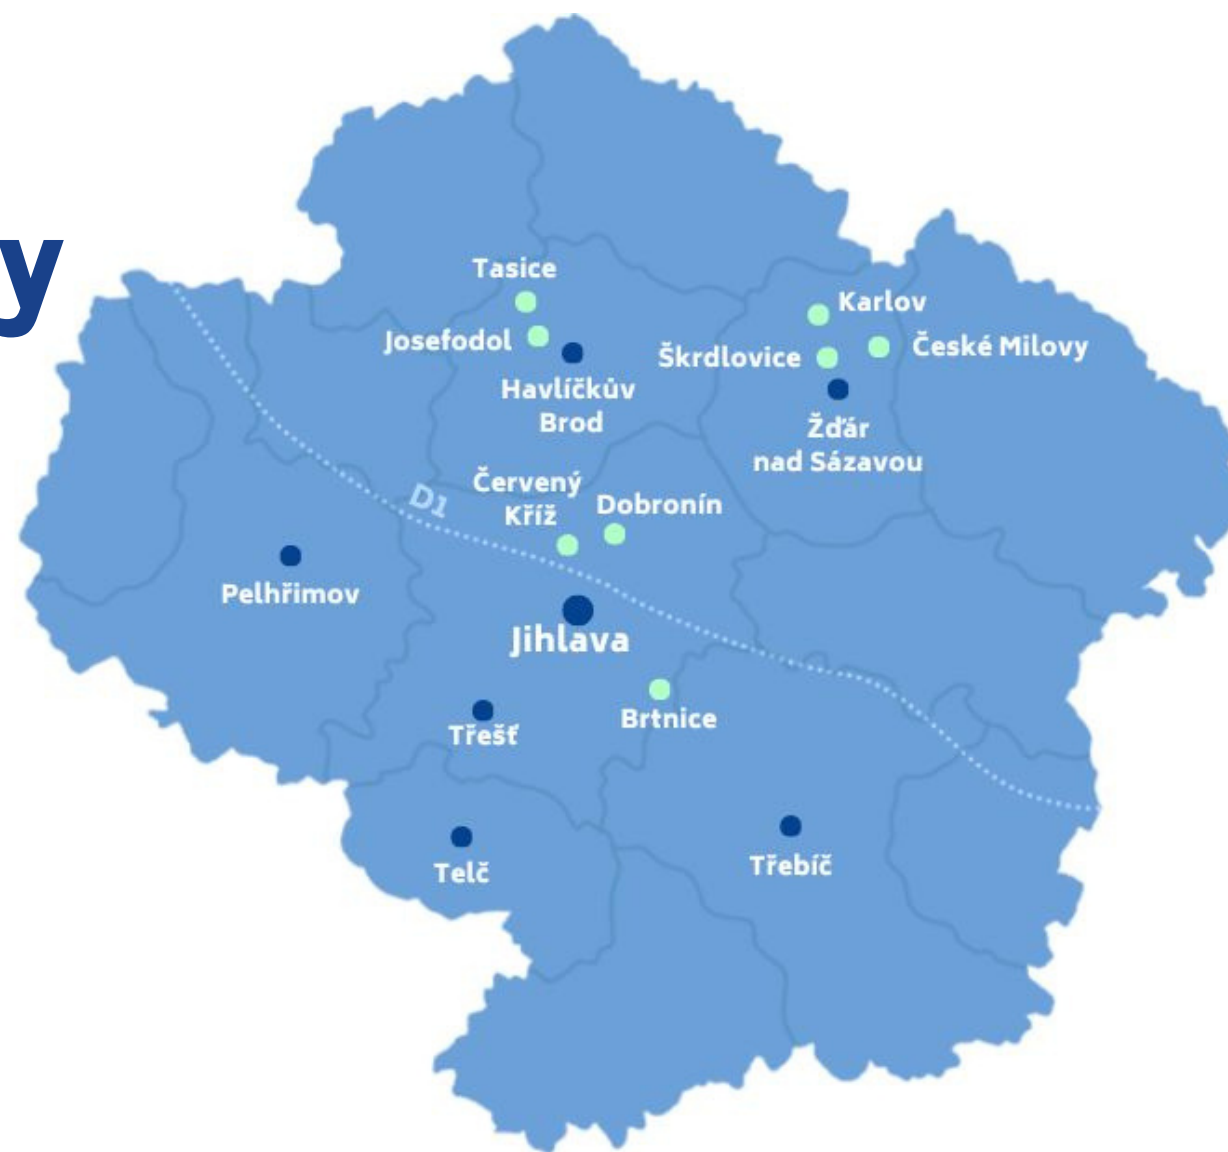 y
Tasice
Karlov
Josefodol
Škrdlovice
České Milovy
Havlíčkův
Brod
Žďár
nad Sázavou
Červený
Kříž
D1
Dobronín
Pelhřimov
Jihlava
Třešť
Brtnice
Telč
Třebíč